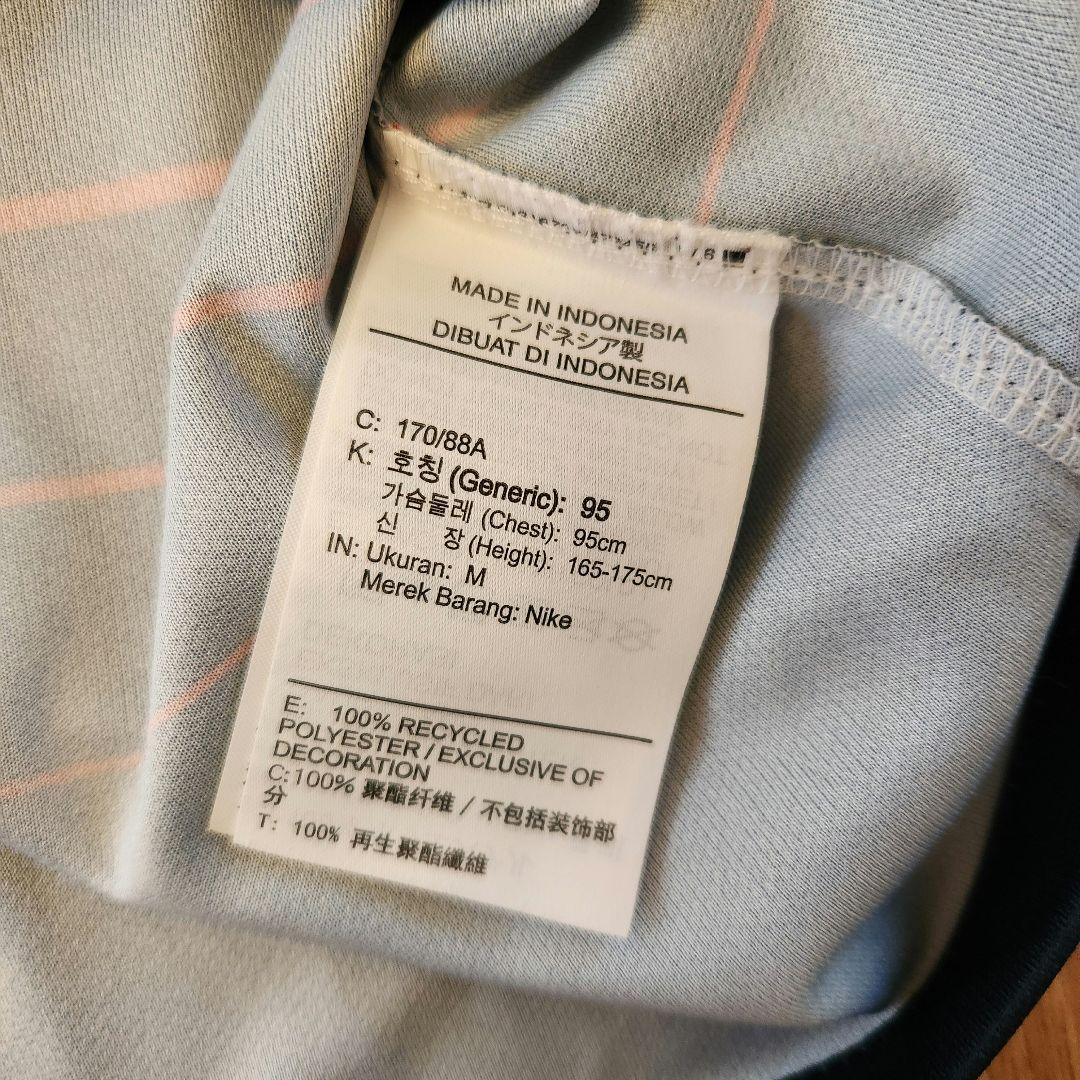 MADE IN INDONESIA
インドネシア製
DIBUAT DI INDONESIA
C: 170/88A
K: 호칭 (Generic): 95
가슴둘레 (Chest): 95cm
신 장 (Height): 165-175cm
IN: Ukuran: M
Merek Barang: Nike
E: 100% RECYCLED
POLYESTER / EXCLUSIVE OF
DECORATION
C:100% 聚酯纤维 / 不包括装饰部
分
T: 100% 再生聚酯纖維